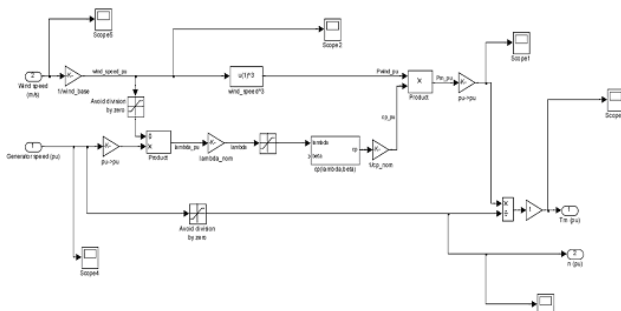 Scope5
Scope2
2
Wind speed
(m/s)
-K-
1/wind_base
wind_speed_pu
u(1)^3
wind_speed^3
Pwind_pu
×
Product
Pm_pu
-K-
pu->pu
Scope1
Scope
Avoid division
by zero
cp_pu
1
Generator speed (pu)
-K-
pu->pu
÷
×
Product
lambda_pu
-K-
lambda_nom
lambda
lambda
cp
cp(lambda,beta)
-K-
1/cp_nom
Avoid division
by zero
×
÷
1
Tm (pu)
2
n (pu)
Scope4